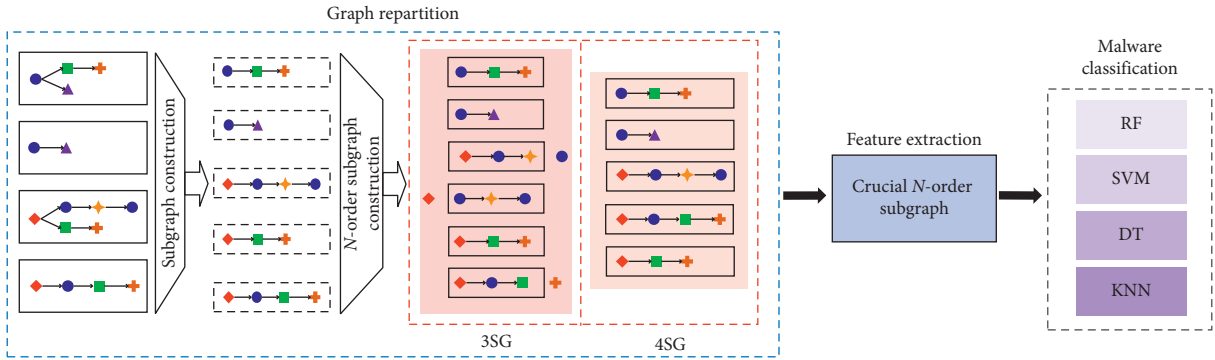 Graph repartition
Subgraph construction
N-order subgraph
construction
3SG
4SG
Feature extraction
Crucial N-order
subgraph
Malware
classification
RF
SVM
DT
KNN